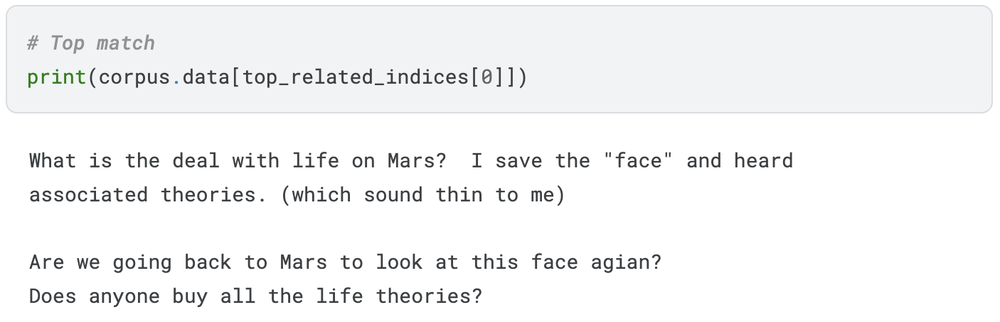 # Top match
print(corpus.data[top_related_indices[0]])
What is the deal with life on Mars?  I save the "face" and heard
associated theories. (which sound thin to me)
Are we going back to Mars to look at this face agian?
Does anyone buy all the life theories?